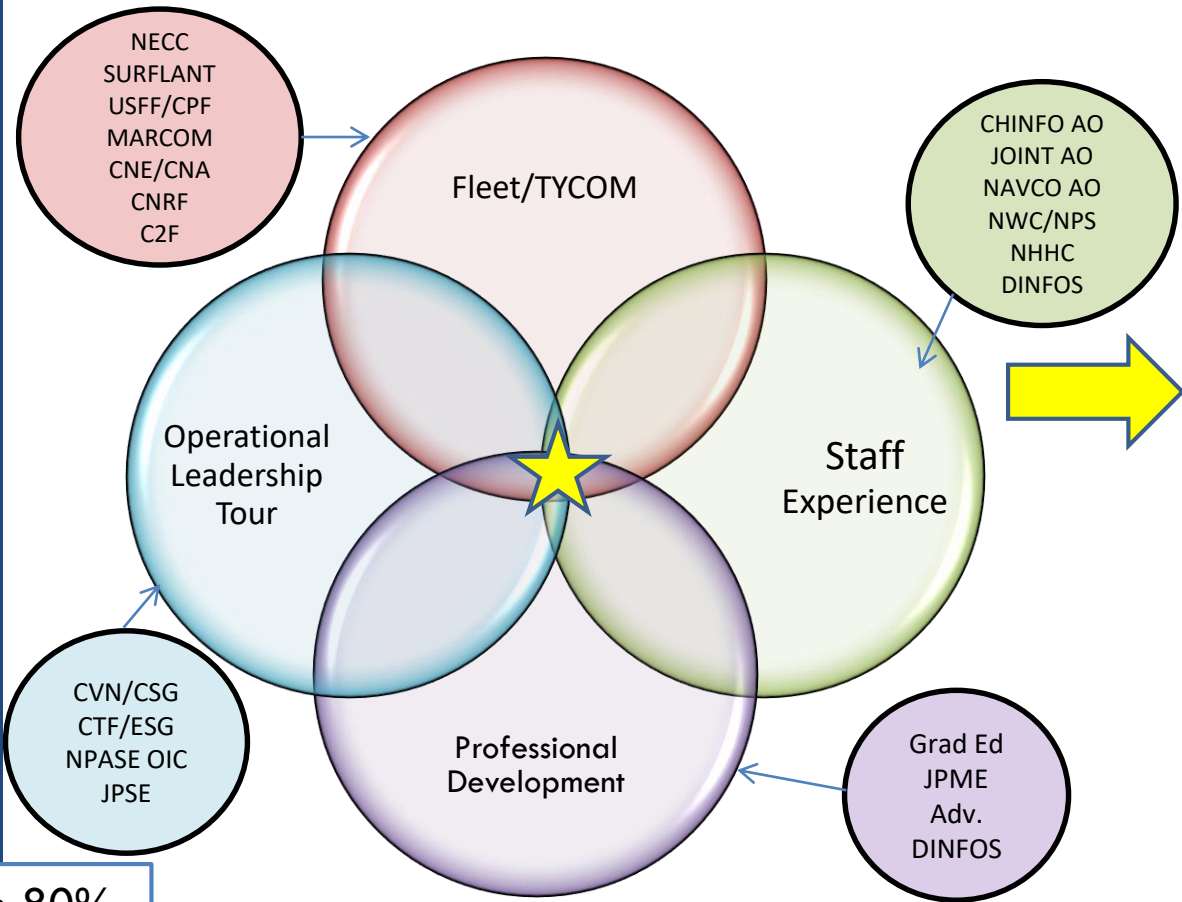 NECC
SURFLANT
USFF/CPF
MARCOM
CNE/CNA
CNRF
C2F
Fleet/TYCOM
CHINFO AO
JOINT AO
NAVCO AO
NWC/NPS
NHHC
DINFOS
Operational
Leadership
Tour
Staff
Experience
CVN/CSG
CTF/ESG
NPASE OIC
JPSE
Professional
Development
Grad Ed
JPME
Adv.
DINFOS
80%